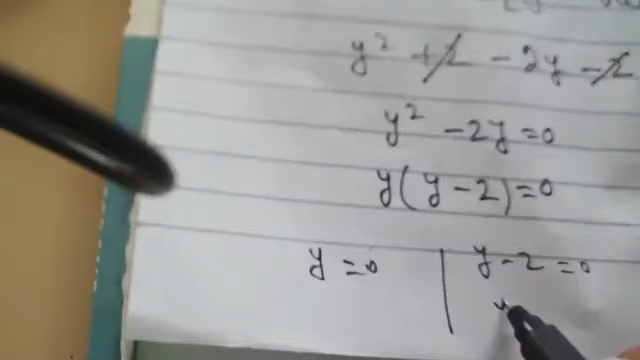 y² + 2 - 2y - 2
y² - 2y = 0
y(y - 2) = 0
y = 0 | y - 2 = 0